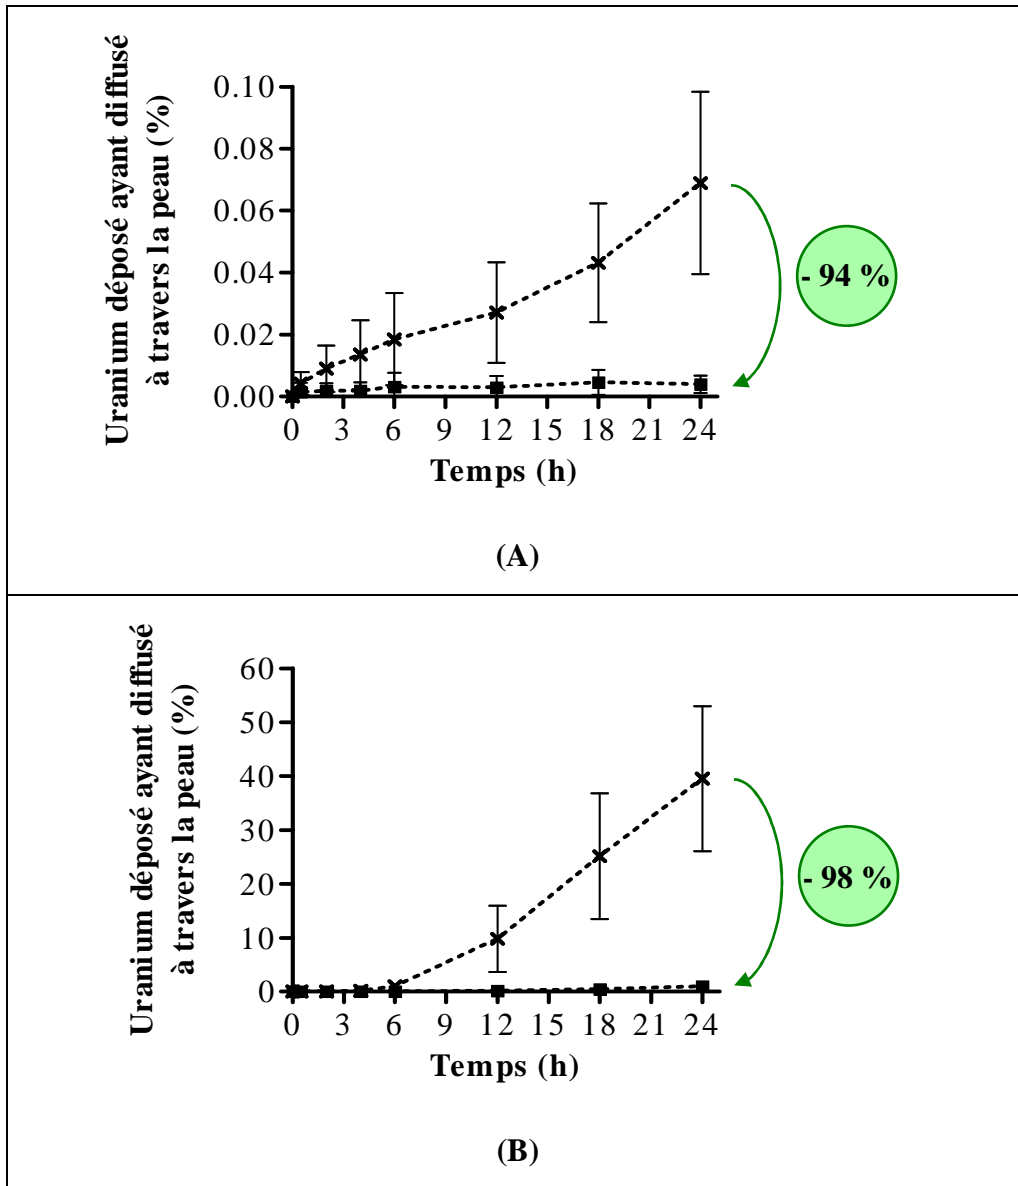 Uranium déposé ayant diffusé
à travers la peau (%)
0.10
0.08
0.06
0.04
0.02
0.00
0 3 6 9 12 15 18 21 24
Temps (h)
- 94 %
(A)
Uranium déposé ayant diffusé
à travers la peau (%)
60
50
40
30
20
10
0
0 3 6 9 12 15 18 21 24
Temps (h)
- 98 %
(B)